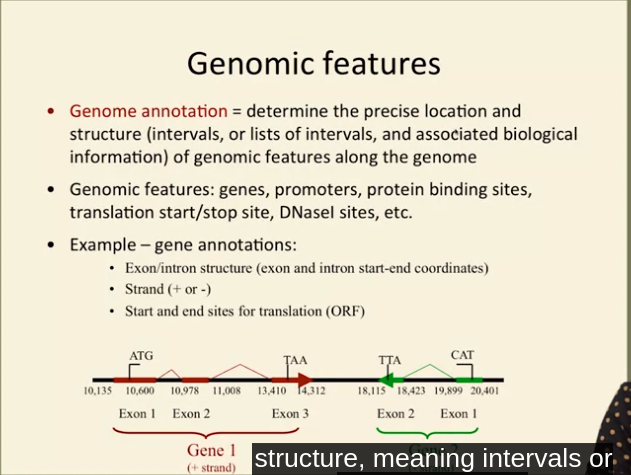 Genomic features
• Genome annotation = determine the precise location and
structure (intervals, or lists of intervals, and associated biological
information) of genomic features along the genome
• Genomic features: genes, promoters, protein binding sites,
translation start/stop site, DNaseI sites, etc.
• Example – gene annotations:
• Exon/intron structure (exon and intron start-end coordinates)
• Strand (+ or -)
• Start and end sites for translation (ORF)
ATG TAA TTA CAT
10,135 10,600 10,978 11,008 13,410 14,312 18,115 18,423 19,899 20,401
Exon 1 Exon 2 Exon 3 Exon 2 Exon 1
Gene 1
(+ strand)
structure, meaning intervals or